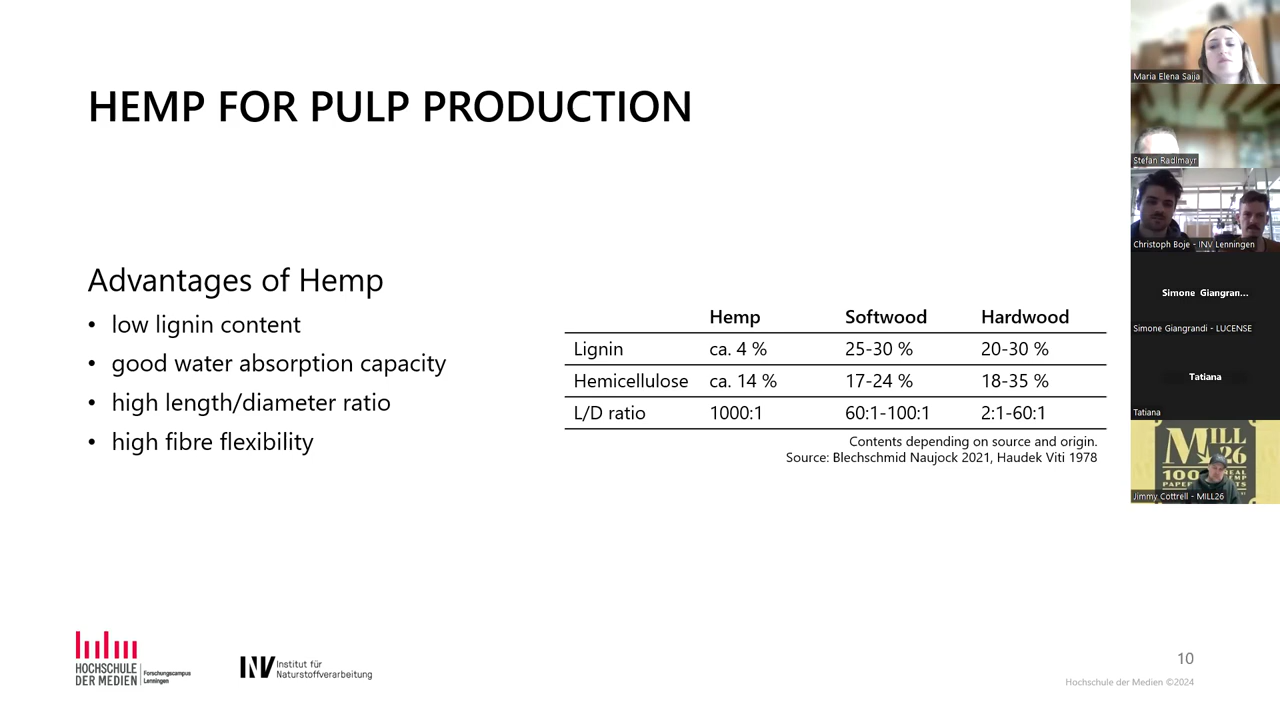 HEMP FOR PULP PRODUCTION
Advantages of Hemp
• low lignin content
• good water absorption capacity
• high length/diameter ratio
• high fibre flexibility
Hemp Softwood Hardwood
Lignin ca. 4 % 25-30 % 20-30 %
Hemicellulose ca. 14 % 17-24 % 18-35 %
L/D ratio 1000:1 60:1-100:1 2:1-60:1
Contents depending on source and origin.
Source: Blechschmid Naujock 2021, Haudek Viti 1978
HOCHSCHULE
DER MEDIEN
Forschungscampus
Lenningen
INV
Institut für
Naturstoffverarbeitung
10
Hochschule der Medien ©2024
Maria Elena Saija
Stefan Radlmayr
Christoph Boje - INV Lenningen
Simone Giangran...
Simone Giangrandi - LUCENSE
Tatiana
Tatiana
MILL
26
100
PAPER
Jimmy Cottrell - MILL26